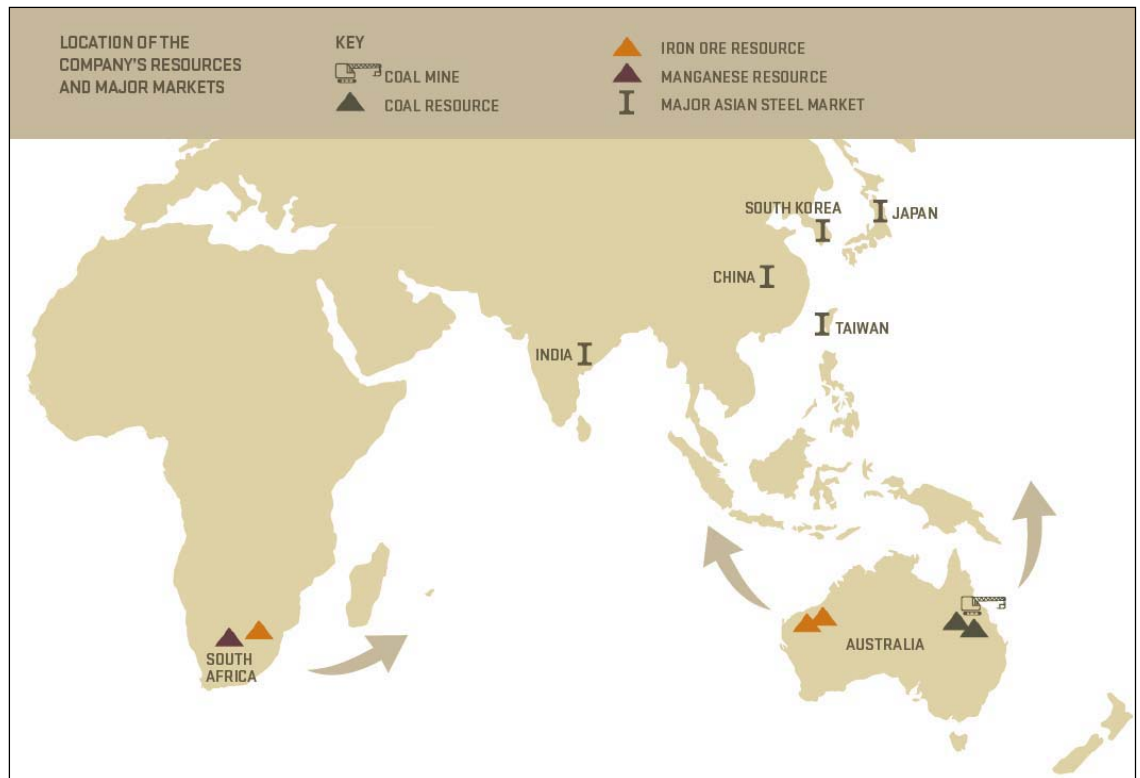 LOCATION OF THE
COMPANY'S RESOURCES
AND MAJOR MARKETS
KEY
COAL MINE
COAL RESOURCE
IRON ORE RESOURCE
MANGANESE RESOURCE
MAJOR ASIAN STEEL MARKET
SOUTH KOREA
JAPAN
CHINA
TAIWAN
INDIA
AUSTRALIA
SOUTH
AFRICA